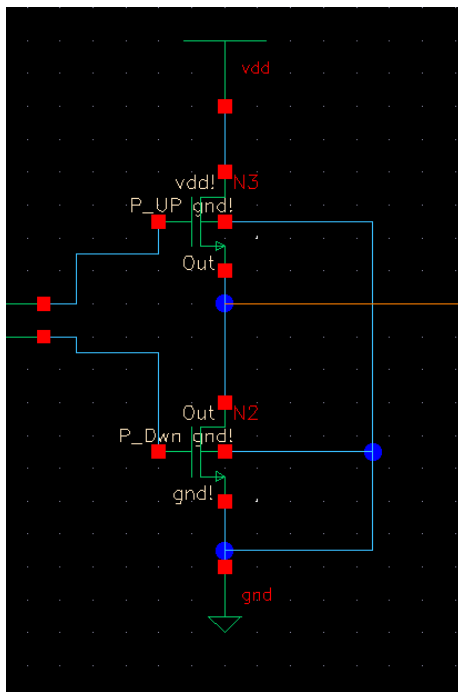 vdd
vdd! N3
P_UP gnd!
Out
Out N2
P_Dwn gnd!
gnd!
gnd